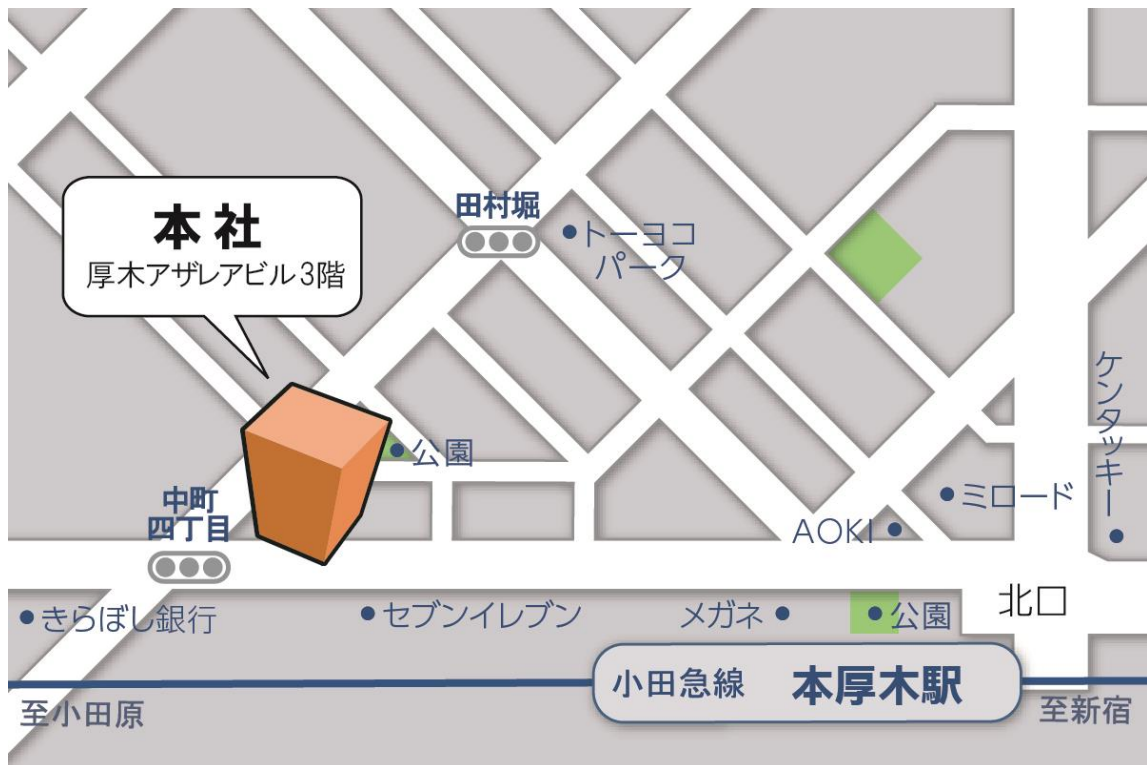 本社
厚木アザレアビル3階
田村堀
トーヨコ
パーク
ケンタッキー
公園
中町
四丁目
ミロード
AOKI
きらぼし銀行
セブンイレブン
メガネ
公園
北口
小田急線 本厚木駅
至小田原
至新宿